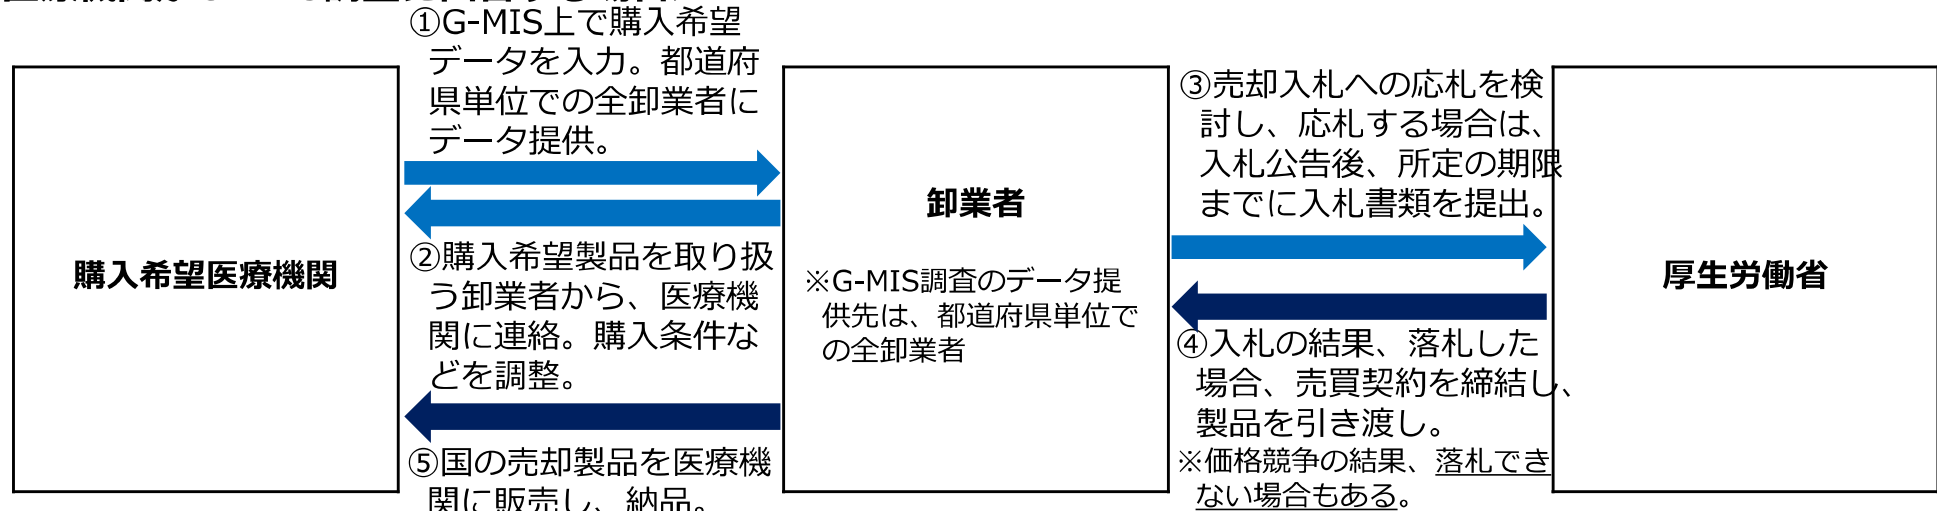 ①G-MIS上で購入希望
データを入力。都道府
県単位での全卸業者に
データ提供。
購入希望医療機関
②購入希望製品を取り扱
う卸業者から、医療機
関に連絡。購入条件な
どを調整。
⑤国の売却製品を医療機
関に販売し、納品。
卸業者
※G-MIS調査のデータ提
供先は、都道府県単位で
の全卸業者
③売却入札への応札を検
討し、応札する場合は、
入札公告後、所定の期限
までに入札書類を提出。
④入札の結果、落札した
場合、売買契約を締結し、
製品を引き渡し。
※価格競争の結果、落札でき
ない場合もある。
厚生労働省